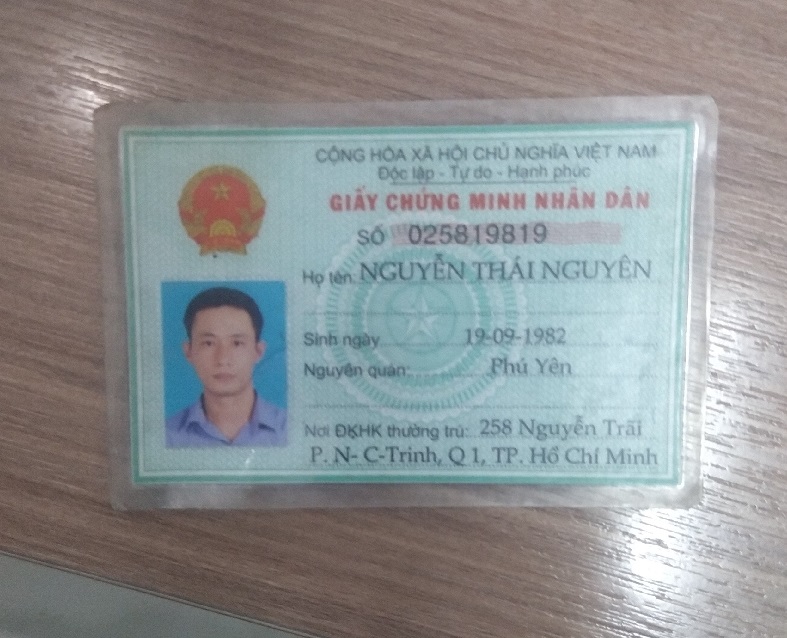 CỘNG HÒA XÃ HỘI CHỦ NGHĨA VIỆT NAM
Độc lập - Tự do - Hạnh phúc
GIẤY CHỨNG MINH NHÂN DÂN
SỐ 025819819
Họ tên: NGUYỄN THÁI NGUYÊN
Sinh ngày 19-09-1982
Nguyên quán: Phú Yên
Nơi ĐKHK thường trú: 258 Nguyễn Trãi
P. N- C-Trinh, Q 1, TP. Hồ Chí Minh